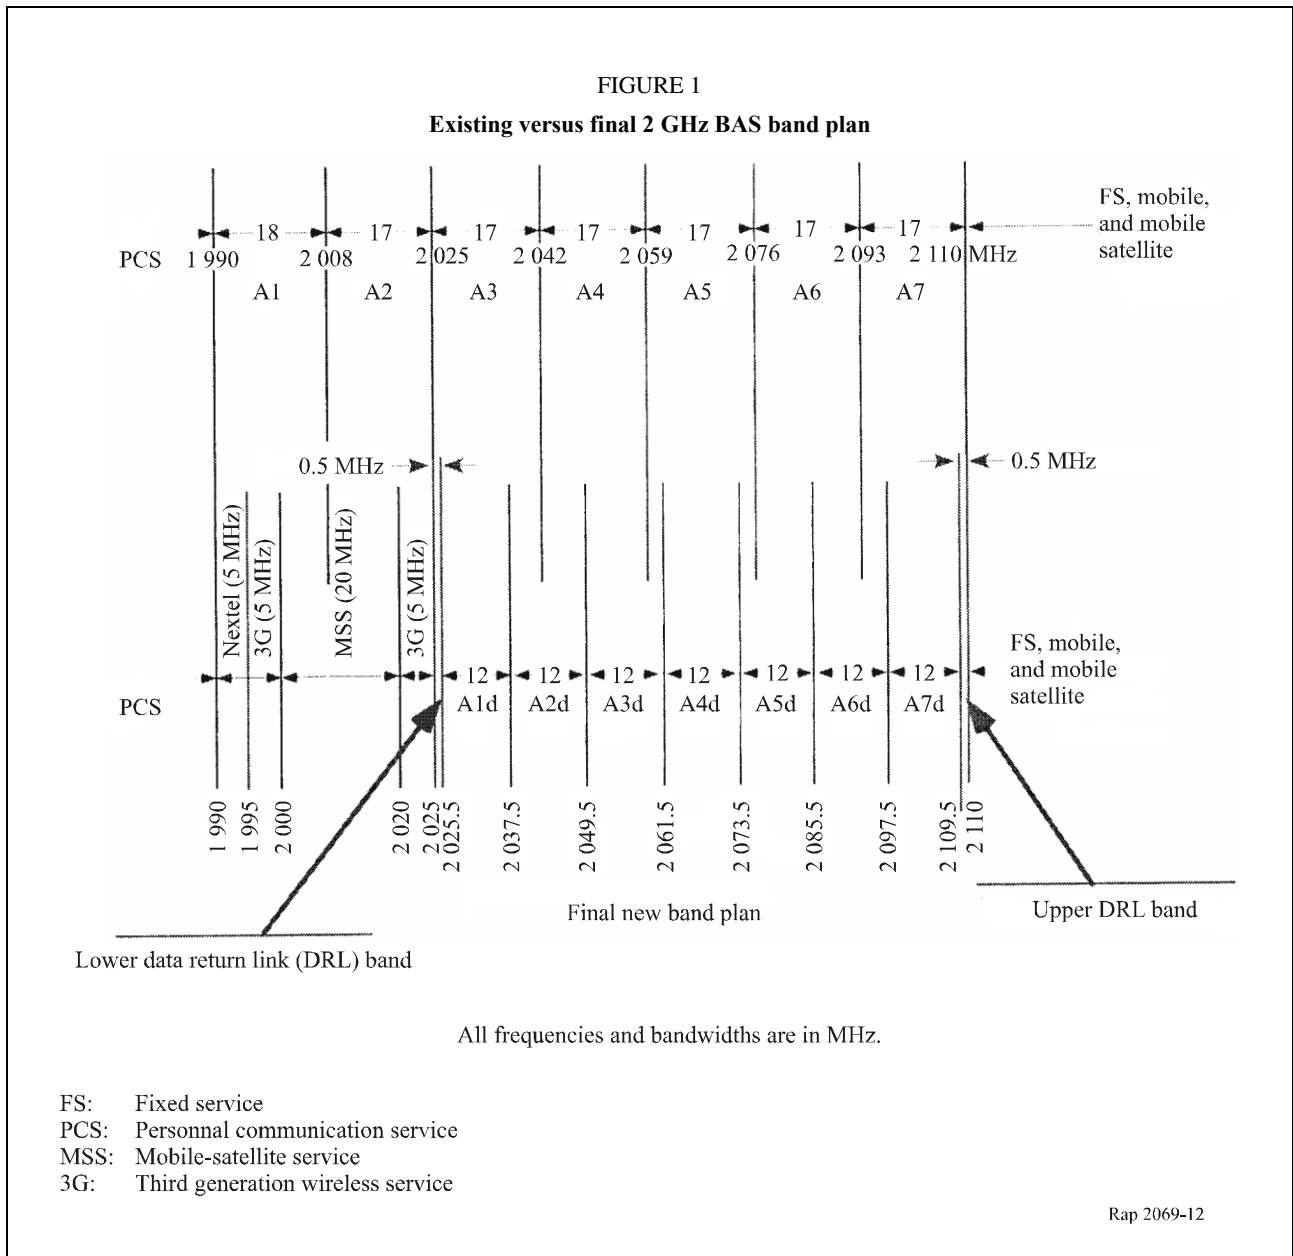 FIGURE 1
Existing versus final 2 GHz BAS band plan
FS, mobile,
and mobile
satellite
18 17 17 17 17 17 17
PCS 1 990 2 008 2 025 2 042 2 059 2 076 2 093 2 110 MHz
A1 A2 A3 A4 A5 A6 A7
0.5 MHz 0.5 MHz
Nextel (5 MHz)
3G (5 MHz)
MSS (20 MHz)
3G (5 MHz)
FS, mobile,
and mobile
satellite
12 12 12 12 12 12 12
PCS A1d A2d A3d A4d A5d A6d A7d
1 990
1 995
2 000
2 020
2 025
2 025.5
2 037.5
2 049.5
2 061.5
2 073.5
2 085.5
2 097.5
2 109.5
2 110
Final new band plan
Upper DRL band
Lower data return link (DRL) band
All frequencies and bandwidths are in MHz.
FS: Fixed service
PCS: Personnal communication service
MSS: Mobile-satellite service
3G: Third generation wireless service
Rap 2069-12